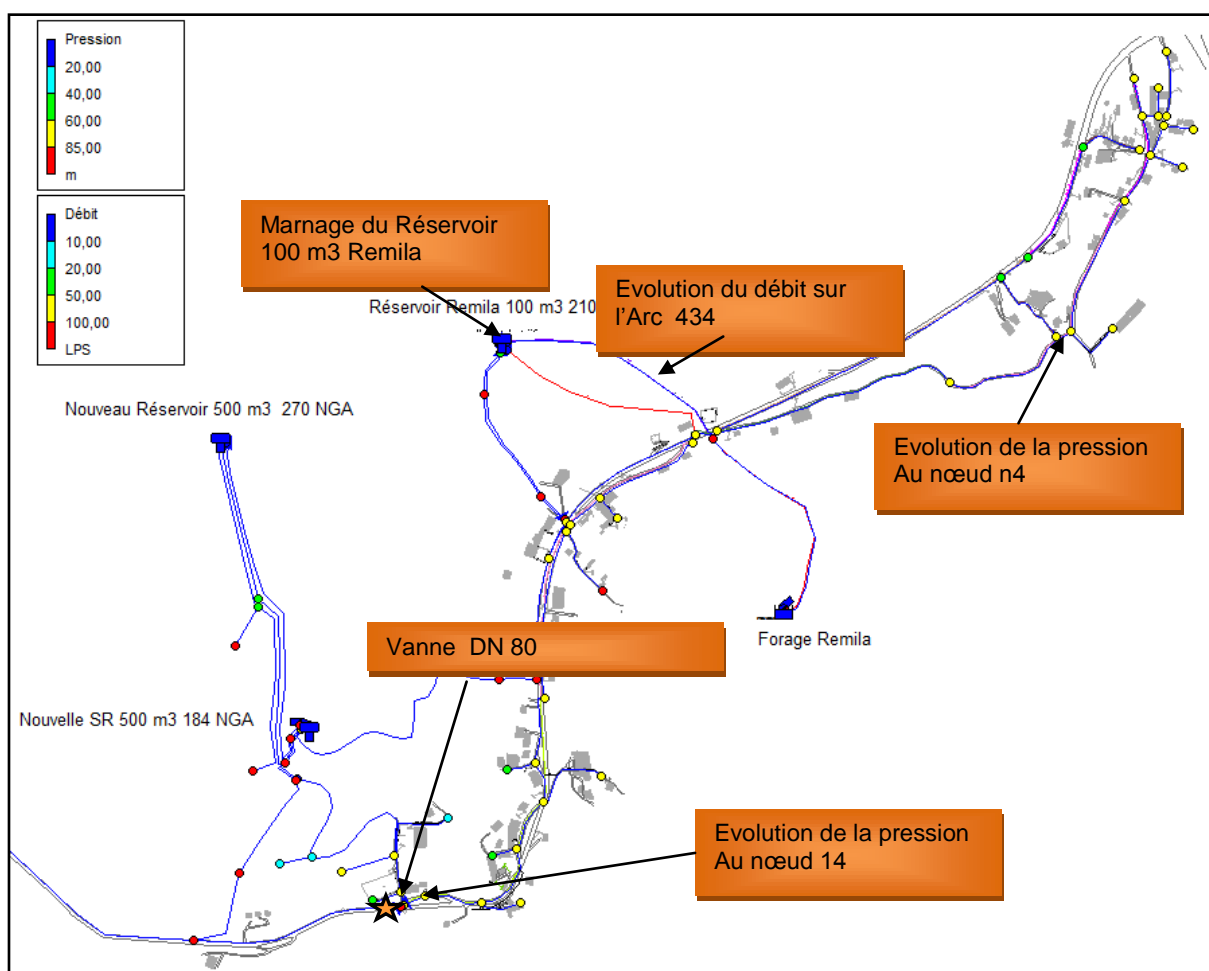 Pression
20,00
40,00
60,00
85,00
m
Débit
10,00
20,00
50,00
100,00
LPS
Marnage du Réservoir
100 m3 Remila
Réservoir Remila 100 m3 210
Evolution du débit sur
l'Arc 434
Nouveau Réservoir 500 m3 270 NGA
Evolution de la pression
Au nœud n4
Forage Remila
Vanne DN 80
Nouvelle SR 500 m3 184 NGA
Evolution de la pression
Au nœud 14